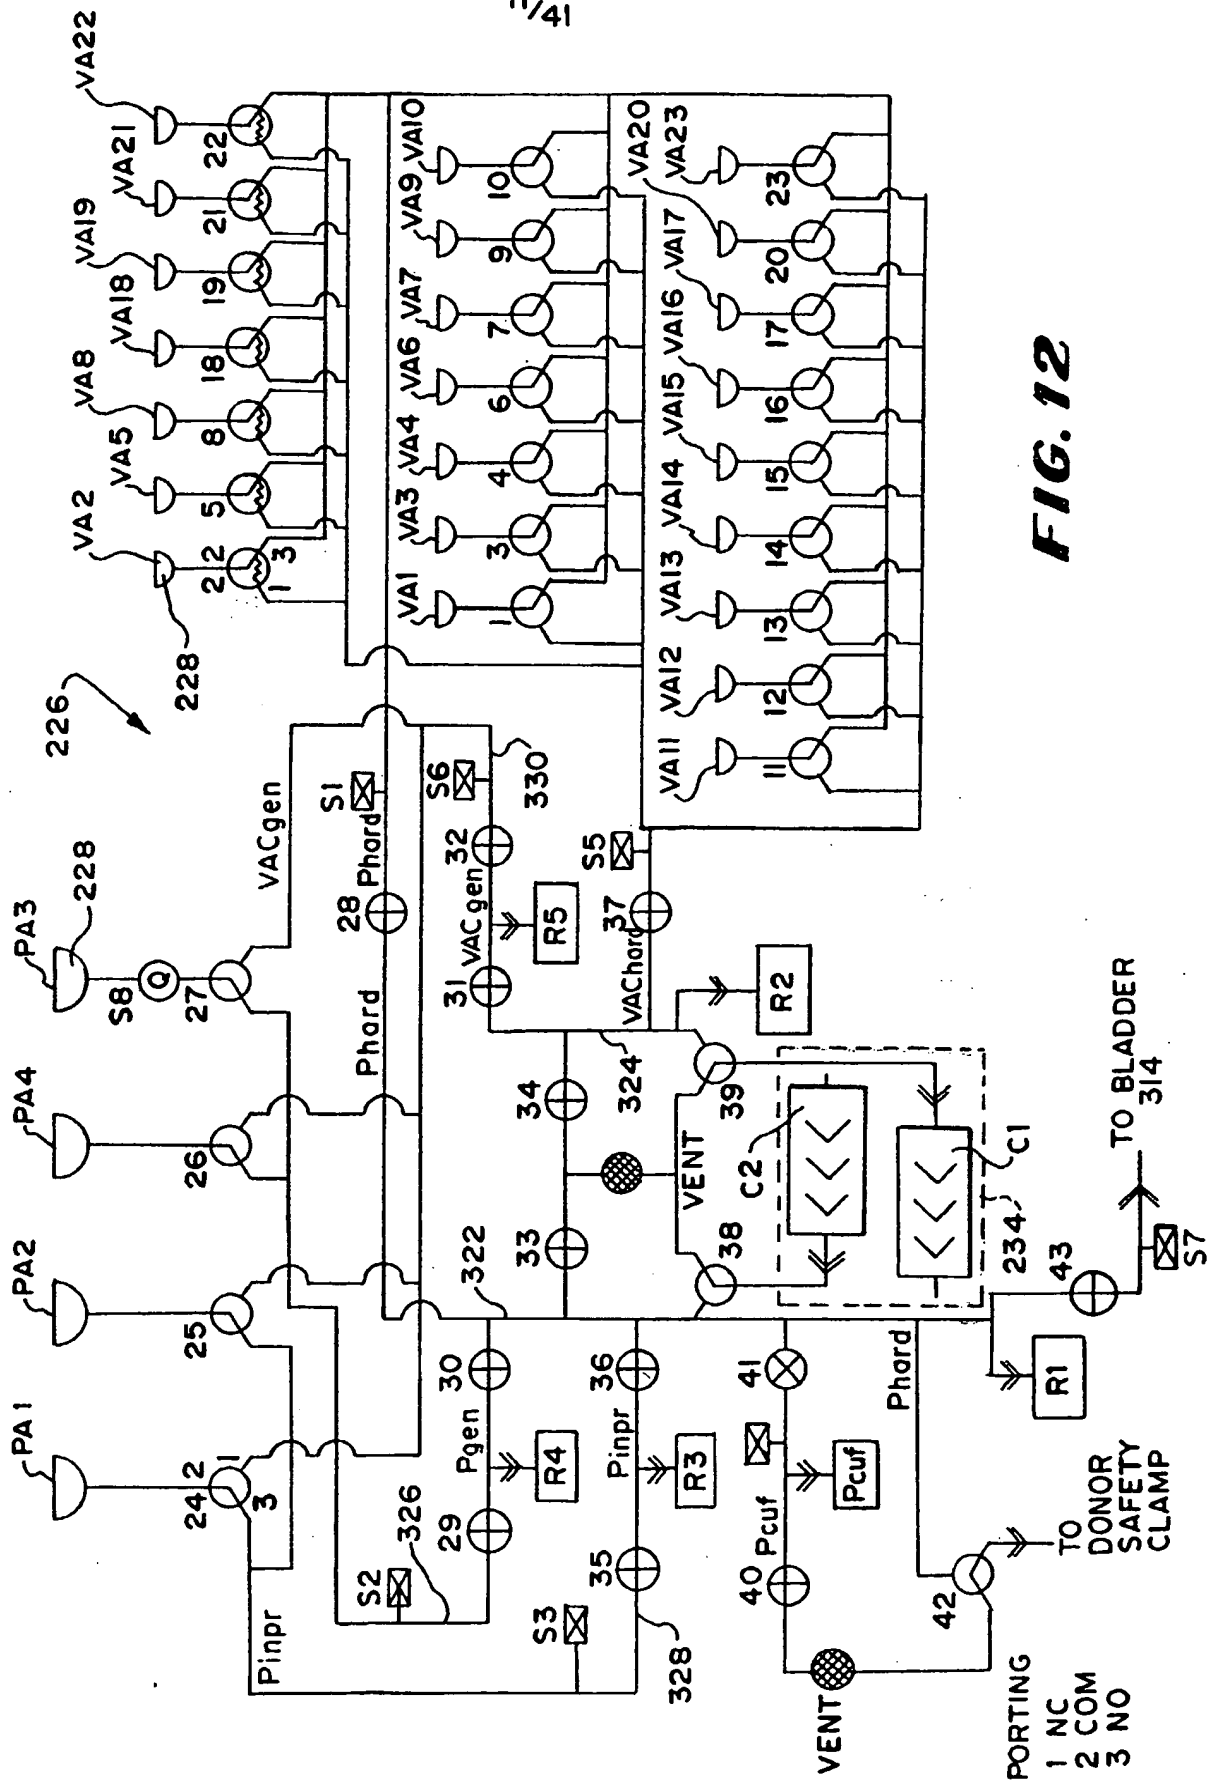 11/41
226
PA 1
PA2
PA4
PA3
228
S8
Q
24
2
1
3
25
26
27
VACgen
Pinpr
S2
326
29
Pgen
30
R4
322
Phard
28
Phard
S1
S6
330
31
VACgen
32
R5
S3
328
35
Pinpr
36
R3
33
34
VENT
324
VAChard
37
S5
R2
38
39
C2
C1
234
40
Pcuf
41
Pcuf
VENT
42
TO
DONOR
SAFETY
CLAMP
Phard
R1
43
S7
TO BLADDER
314
PORTING
1 NC
2 COM
3 NO
228
VA2
VA5
VA8
VA18
VA19
VA21
VA22
2
2
1
3
5
8
18
19
21
22
VA1
VA3
VA4
VA6
VA7
VA9
VA10
1
3
4
6
7
9
10
VA11
VA12
VA13
VA14
VA15
VA16
VA17
VA20
VA23
11
12
13
14
15
16
17
20
23
FIG. 12